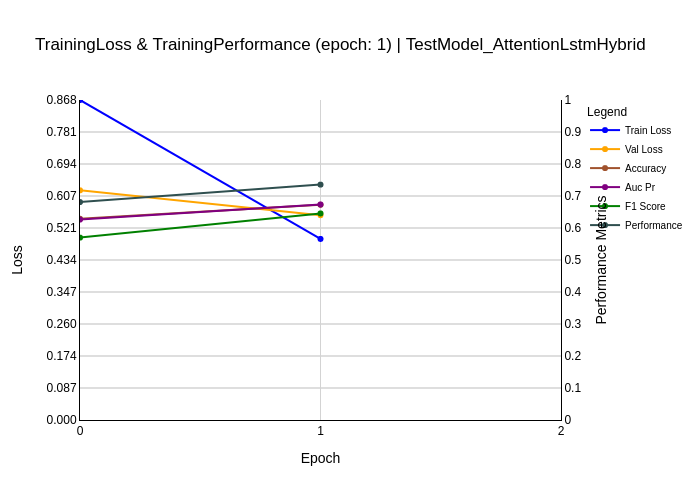 TrainingLoss & TrainingPerformance (epoch: 1) | TestModel_AttentionLstmHybrid
0.868
0.781
0.694
0.607
0.521
0.434
0.347
0.260
0.174
0.087
0.000
Loss
0
1
2
Epoch
1
0.9
0.8
0.7
0.6
0.5
0.4
0.3
0.2
0.1
0
Performance Metrics
Legend
Train Loss
Val Loss
Accuracy
Auc Pr
F1 Score
Performance